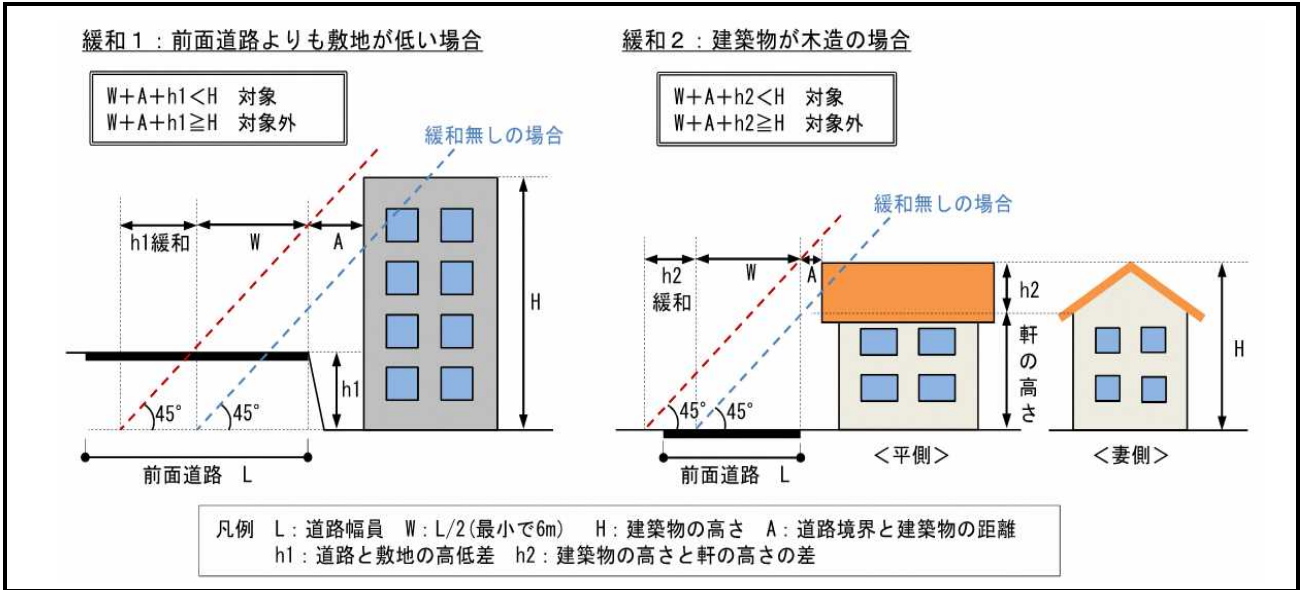 緩和1：前面道路よりも敷地が低い場合
W+A+h1<H 対象
W+A+h1≧H 対象外
緩和無しの場合
h1緩和
W
A
H
h1
45°
45°
前面道路 L
緩和2：建築物が木造の場合
W+A+h2<H 対象
W+A+h2≧H 対象外
緩和無しの場合
h2
緩和
W
A
h2
軒の高さ
H
45°
45°
前面道路 L
＜平側＞
＜妻側＞
凡例 L：道路幅員 W：L/2(最小で6m) H：建築物の高さ A：道路境界と建築物の距離
h1：道路と敷地の高低差 h2：建築物の高さと軒の高さの差